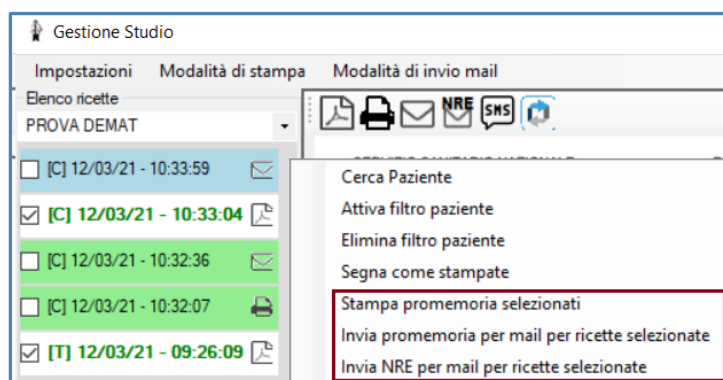 Gestione Studio
Impostazioni Modalità di stampa Modalità di invio mail
Elenco ricette
PROVA DEMAT
NRE
SMS
[C] 12/03/21 - 10:33:59
[C] 12/03/21 - 10:33:04
[C] 12/03/21 - 10:32:36
[C] 12/03/21 - 10:32:07
[T] 12/03/21 - 09:26:09
Cerca Paziente
Attiva filtro paziente
Elimina filtro paziente
Segna come stampate
Stampa promemoria selezionati
Invia promemoria per mail per ricette selezionate
Invia NRE per mail per ricette selezionate